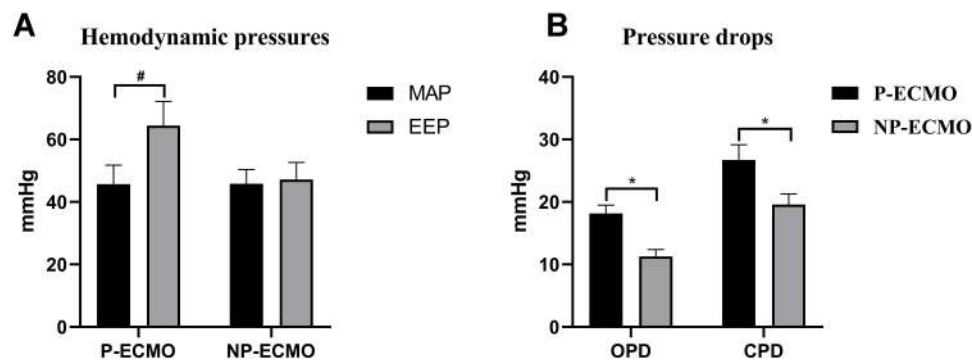 A Hemodynamic pressures
mmHg
80
60
40
20
0
#
MAP
EEP
P-ECMO NP-ECMO
B Pressure drops
mmHg
40
30
20
10
0
*
*
P-ECMO
NP-ECMO
OPD CPD